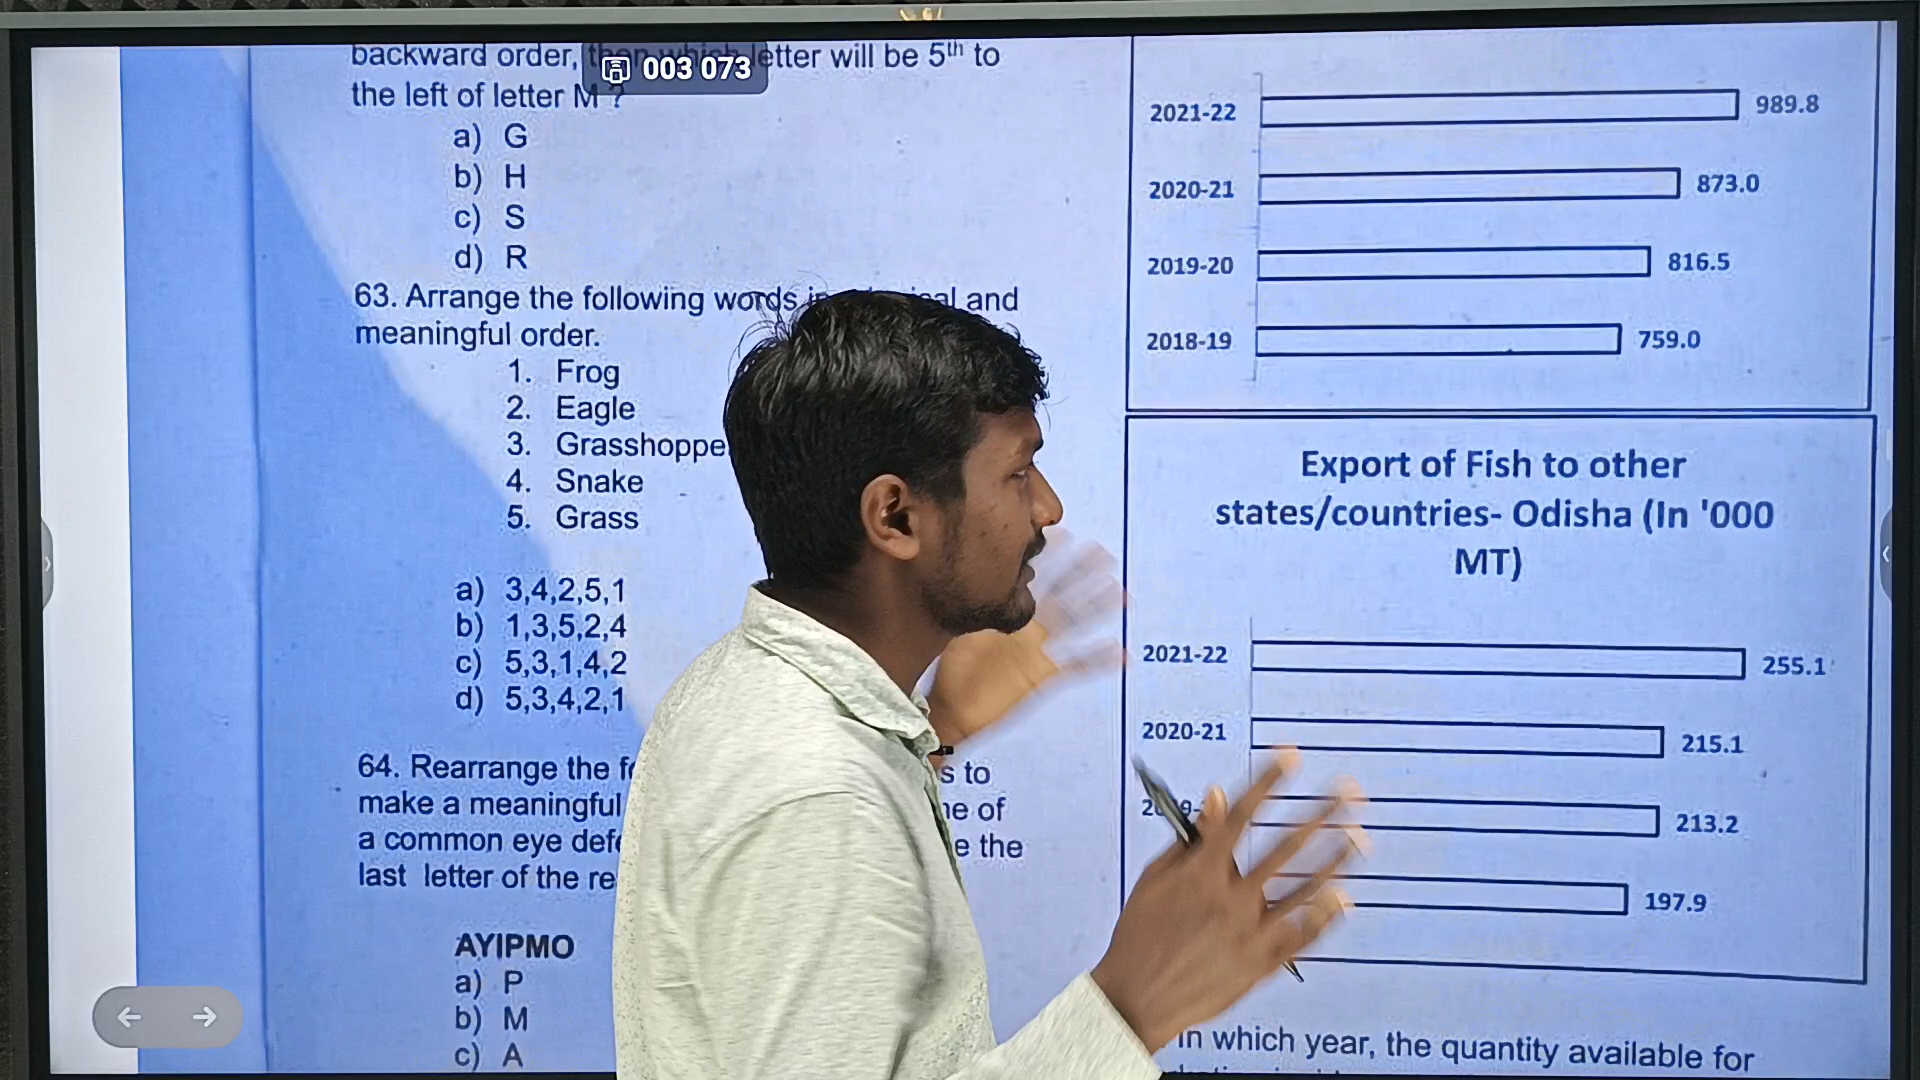 backward order, then which letter will be 5th to
003 073
the left of letter M ?
a) G
b) H
c) S
d) R
63. Arrange the following words in and
meaningful order.
1. Frog
2. Eagle
3. Grasshoppe
4. Snake
5. Grass
a) 3,4,2,5,1
b) 1,3,5,2,4
c) 5,3,1,4,2
d) 5,3,4,2,1
64. Rearrange the s to
make a meaningful of
a common eye e the
last letter of the
AYIPMO
a) P
b) M
c) A
2021-22 989.8
2020-21 873.0
2019-20 816.5
2018-19 759.0
Export of Fish to other
states/countries- Odisha (In '000
MT)
2021-22 255.1
2020-21 215.1
213.2
197.9
In which year, the quantity available for